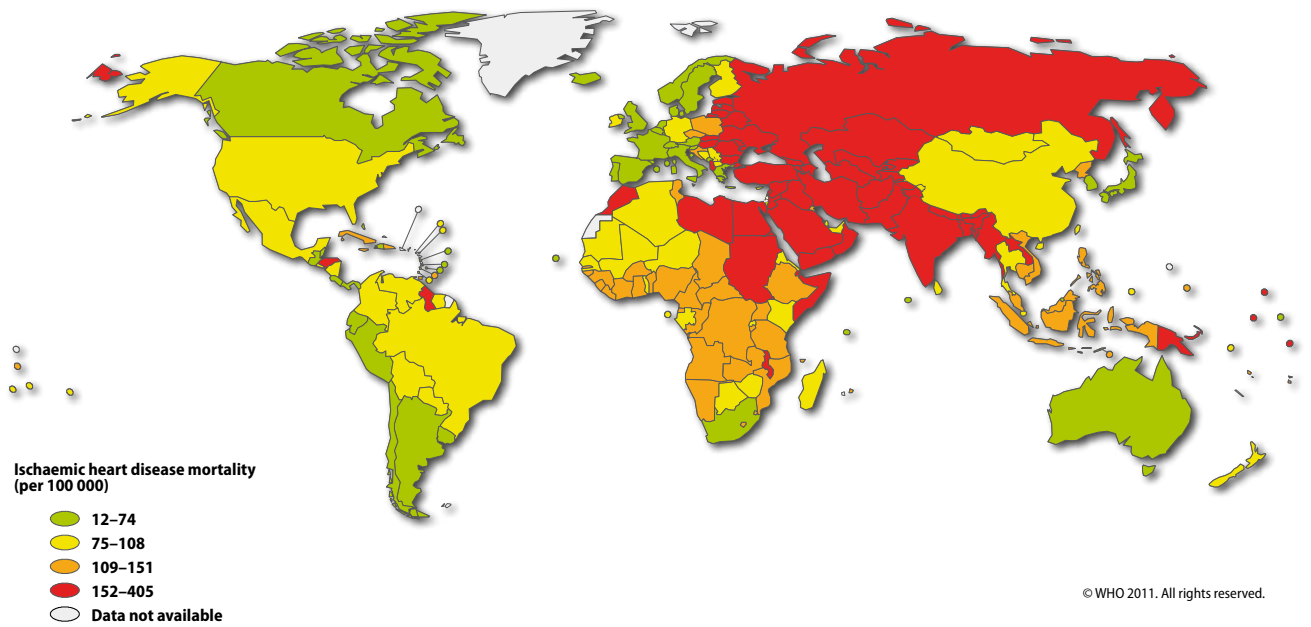 Ischaemic heart disease mortality
(per 100 000)
12–74
75–108
109–151
152–405
Data not available
© WHO 2011. All rights reserved.